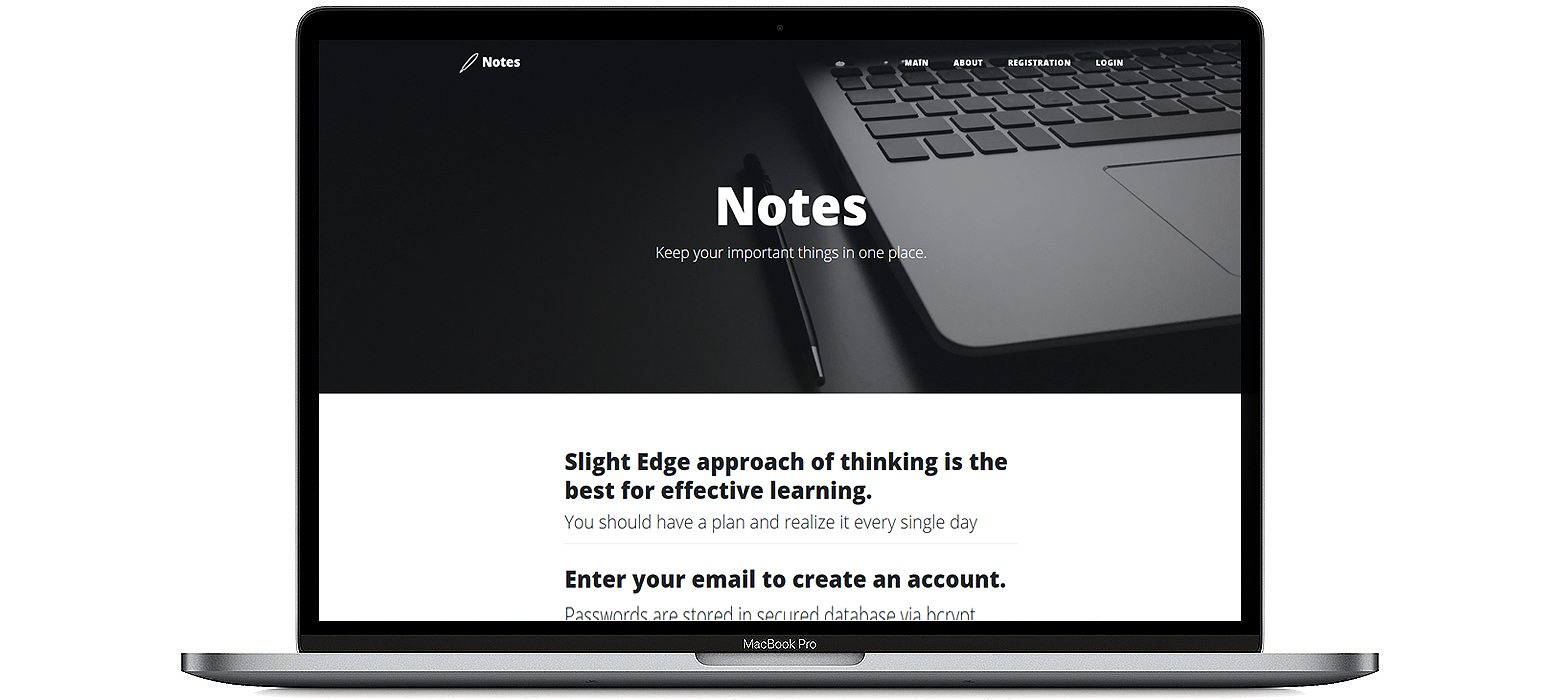 Notes
MAIN ABOUT REGISTRATION LOGIN
Notes
Keep your important things in one place.
Slight Edge approach of thinking is the
best for effective learning.
You should have a plan and realize it every single day
Enter your email to create an account.
Passwords are stored in secured database via bcrypt
MacBook Pro